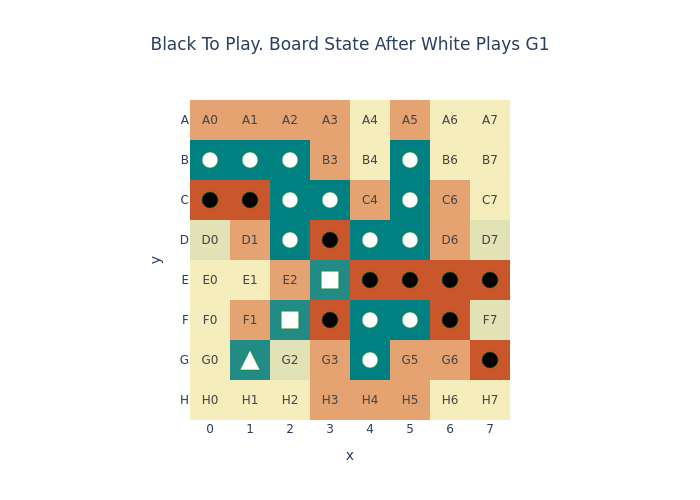 Black To Play. Board State After White Plays G1
A A0 A1 A2 A3 A4 A5 A6 A7
B B3 B4 B6 B7
C C4 C6 C7
D D0 D1 D6 D7
E E0 E1 E2
F F0 F1 F7
G G0 G2 G3 G5 G6
H H0 H1 H2 H3 H4 H5 H6 H7
0 1 2 3 4 5 6 7
x
y